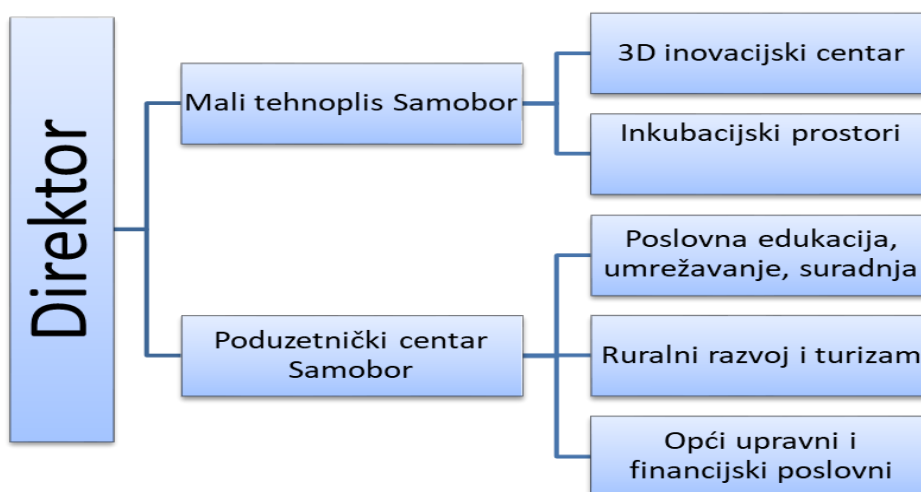 Direktor
Mali tehnoplis Samobor
3D inovacijski centar
Inkubacijski prostori
Poduzetnički centar
Samobor
Poslovna edukacija,
umrežavanje, suradnja
Ruralni razvoj i turizam
Opći upravni i
financijski poslovni